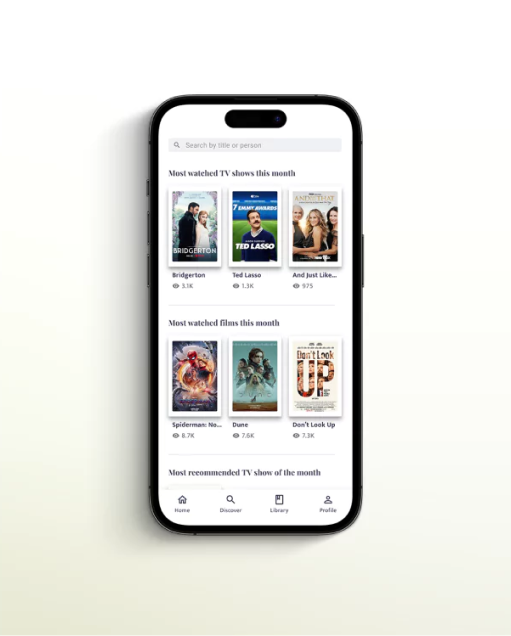 Search by title or person
Most watched TV shows this month
BRIDGERTON
7 EMMY AWARDS
TED LASSO
AND JUST LIKE THAT
Bridgerton
Ted Lasso
And Just Like...
3.1K
1.3K
975
Most watched films this month
Don't Look
UP
Spiderman: No...
Dune
Don't Look Up
8.7K
7.6K
7.3K
Most recommended TV show of the month
Home
Discover
Library
Profile